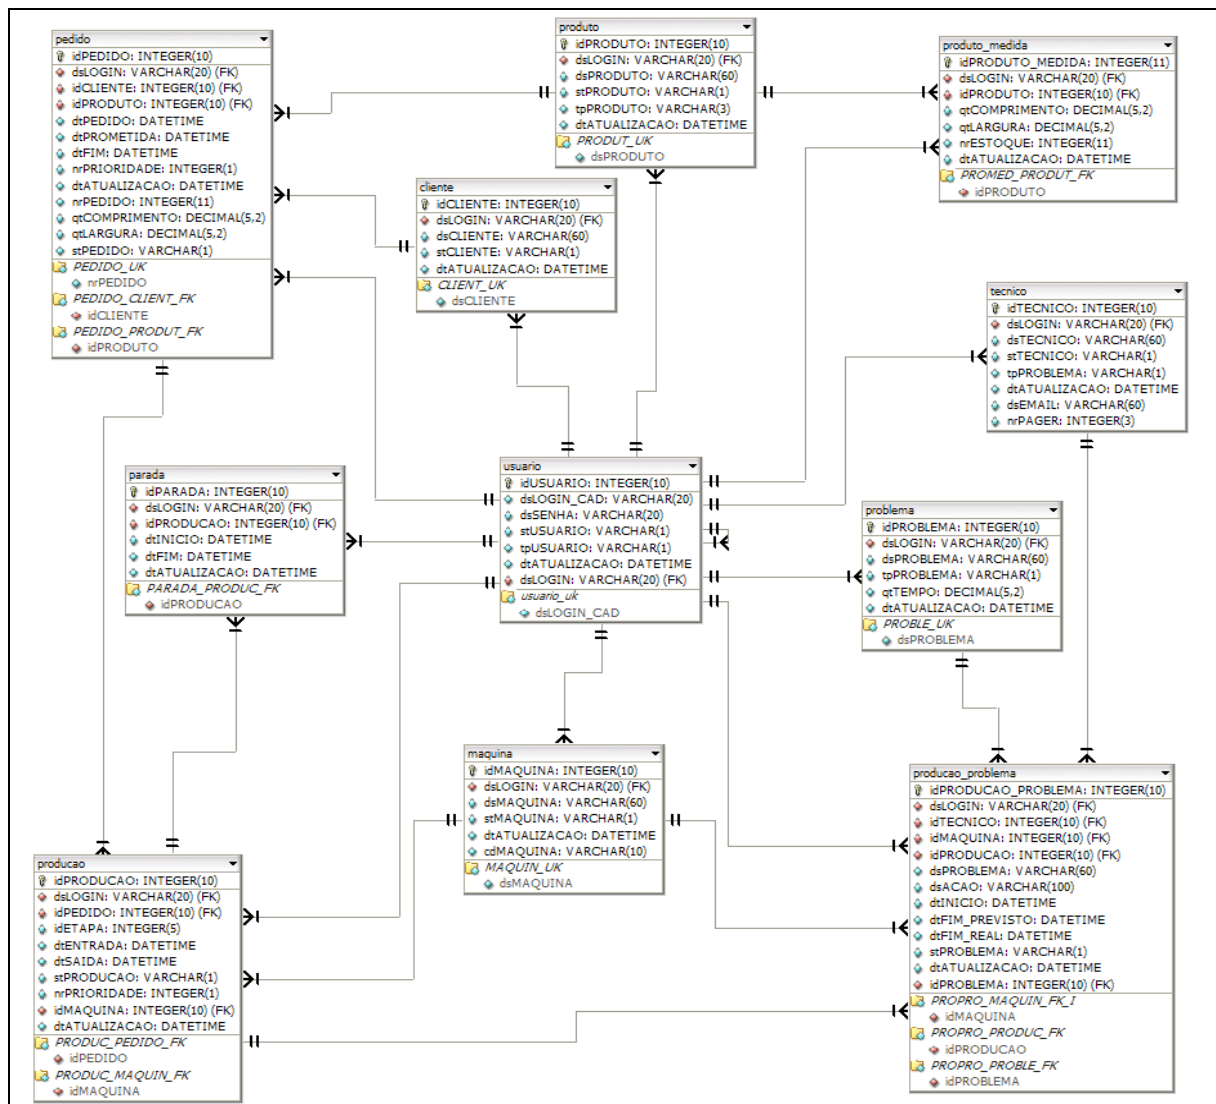 pedido
idPEDIDO: INTEGER(10)
dsLOGIN: VARCHAR(20) (FK)
idCLIENTE: INTEGER(10) (FK)
idPRODUTO: INTEGER(10) (FK)
dtPEDIDO: DATETIME
dtPROMETIDA: DATETIME
dtFIM: DATETIME
nrPRIORIDADE: INTEGER(1)
dtATUALIZACAO: DATETIME
nrPEDIDO: INTEGER(11)
qtCOMPRIMENTO: DECIMAL(5,2)
qtLARGURA: DECIMAL(5,2)
stPEDIDO: VARCHAR(1)
PEDIDO_UK
nrPEDIDO
PEDIDO_CLIENT_FK
idCLIENTE
PEDIDO_PRODUT_FK
idPRODUTO
produto
idPRODUTO: INTEGER(10)
dsLOGIN: VARCHAR(20) (FK)
dsPRODUTO: VARCHAR(60)
stPRODUTO: VARCHAR(1)
tpPRODUTO: VARCHAR(3)
dtATUALIZACAO: DATETIME
PRODUT_UK
dsPRODUTO
produto_medida
idPRODUTO_MEDIDA: INTEGER(11)
dsLOGIN: VARCHAR(20) (FK)
idPRODUTO: INTEGER(10) (FK)
qtCOMPRIMENTO: DECIMAL(5,2)
qtLARGURA: DECIMAL(5,2)
nrESTOQUE: INTEGER(11)
dtATUALIZACAO: DATETIME
PROMED_PRODUT_FK
idPRODUTO
cliente
idCLIENTE: INTEGER(10)
dsLOGIN: VARCHAR(20) (FK)
dsCLIENTE: VARCHAR(60)
stCLIENTE: VARCHAR(1)
dtATUALIZACAO: DATETIME
CLIENT_UK
dsCLIENTE
tecnico
idTECNICO: INTEGER(10)
dsLOGIN: VARCHAR(20) (FK)
dsTECNICO: VARCHAR(60)
stTECNICO: VARCHAR(1)
tpPROBLEMA: VARCHAR(1)
dtATUALIZACAO: DATETIME
dsEMAIL: VARCHAR(60)
nrPAGER: INTEGER(3)
parada
idPARADA: INTEGER(10)
dsLOGIN: VARCHAR(20) (FK)
idPRODUCAO: INTEGER(10) (FK)
dtINICIO: DATETIME
dtFIM: DATETIME
dtATUALIZACAO: DATETIME
PARADA_PRODUC_FK
idPRODUCAO
usuario
idUSUARIO: INTEGER(10)
dsLOGIN_CAD: VARCHAR(20)
dsSENHA: VARCHAR(20)
stUSUARIO: VARCHAR(1)
tpUSUARIO: VARCHAR(1)
dtATUALIZACAO: DATETIME
dsLOGIN: VARCHAR(20) (FK)
usuario_uk
dsLOGIN_CAD
problema
idPROBLEMA: INTEGER(10)
dsLOGIN: VARCHAR(20) (FK)
dsPROBLEMA: VARCHAR(60)
tpPROBLEMA: VARCHAR(1)
qtTEMPO: DECIMAL(5,2)
dtATUALIZACAO: DATETIME
PROBLE_UK
dsPROBLEMA
maquina
idMAQUINA: INTEGER(10)
dsLOGIN: VARCHAR(20) (FK)
dsMAQUINA: VARCHAR(60)
stMAQUINA: VARCHAR(1)
dtATUALIZACAO: DATETIME
cdMAQUINA: VARCHAR(10)
MAQUIN_UK
dsMAQUINA
producao
idPRODUCAO: INTEGER(10)
dsLOGIN: VARCHAR(20) (FK)
idPEDIDO: INTEGER(10) (FK)
idETAPA: INTEGER(5)
dtENTRADA: DATETIME
dtSAIDA: DATETIME
stPRODUCAO: VARCHAR(1)
nrPRIORIDADE: INTEGER(1)
idMAQUINA: INTEGER(10) (FK)
dtATUALIZACAO: DATETIME
PRODUC_PEDIDO_FK
idPEDIDO
PRODUC_MAQUIN_FK
idMAQUINA
producao_problema
idPRODUCAO_PROBLEMA: INTEGER(10)
dsLOGIN: VARCHAR(20) (FK)
idTECNICO: INTEGER(10) (FK)
idMAQUINA: INTEGER(10) (FK)
idPRODUCAO: INTEGER(10) (FK)
dsPROBLEMA: VARCHAR(60)
dsACAO: VARCHAR(100)
dtINICIO: DATETIME
dtFIM_PREVISTO: DATETIME
dtFIM_REAL: DATETIME
stPROBLEMA: VARCHAR(1)
dtATUALIZACAO: DATETIME
idPROBLEMA: INTEGER(10) (FK)
PROPRO_MAQUIN_FK_I
idMAQUINA
PROPRO_PRODUC_FK
idPRODUCAO
PROPRO_PROBLE_FK
idPROBLEMA